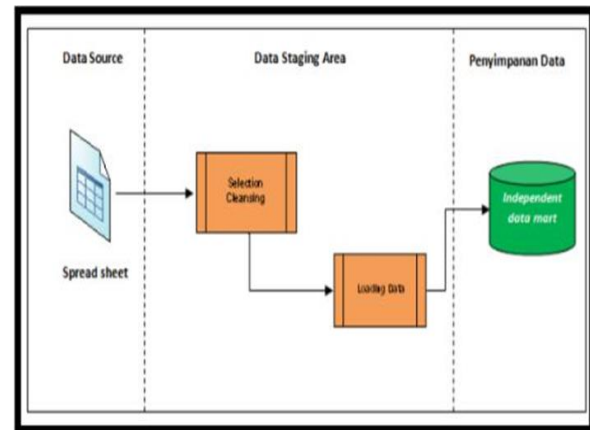 Data Source
Data Staging Area
Penyimpanan Data
Selection
Cleansing
Independent
data mart
Spread sheet
Loading Data